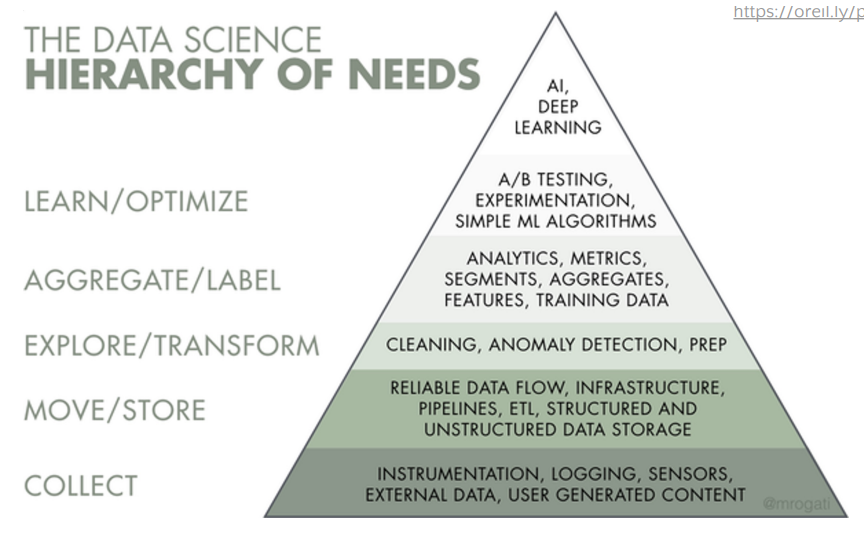 https://oreil.ly/p
THE DATA SCIENCE
HIERARCHY OF NEEDS
AI,
DEEP
LEARNING
LEARN/OPTIMIZE
A/B TESTING,
EXPERIMENTATION,
SIMPLE ML ALGORITHMS
AGGREGATE/LABEL
ANALYTICS, METRICS,
SEGMENTS, AGGREGATES,
FEATURES, TRAINING DATA
EXPLORE/TRANSFORM
CLEANING, ANOMALY DETECTION, PREP
MOVE/STORE
RELIABLE DATA FLOW, INFRASTRUCTURE,
PIPELINES, ETL, STRUCTURED AND
UNSTRUCTURED DATA STORAGE
COLLECT
INSTRUMENTATION, LOGGING, SENSORS,
EXTERNAL DATA, USER GENERATED CONTENT
@mrogati